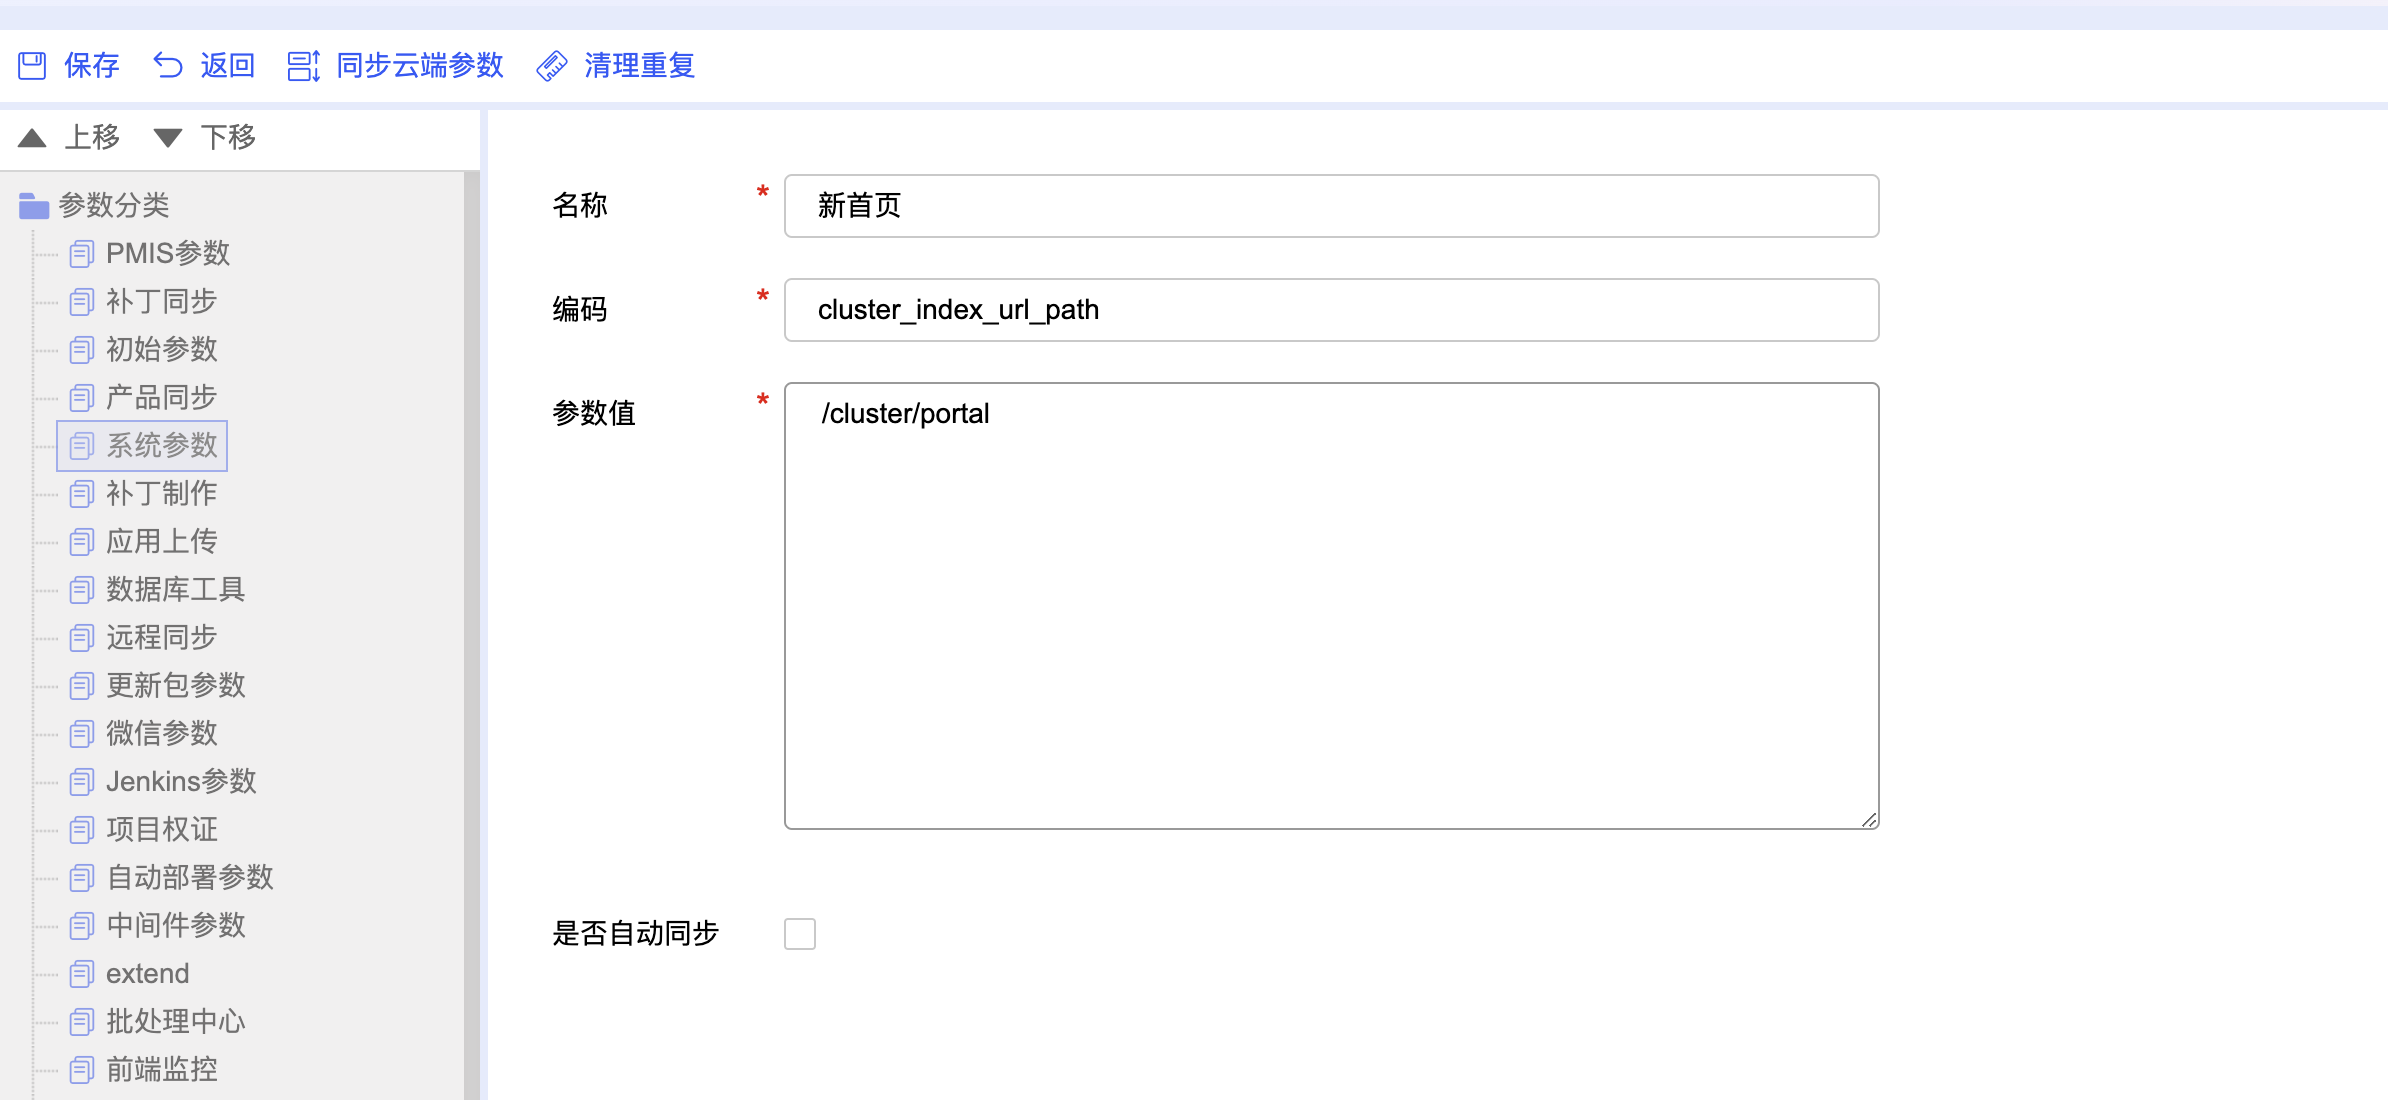 保存 返回 同步云端参数 清理重复
上移 下移
参数分类
PMIS参数
补丁同步
初始参数
产品同步
系统参数
补丁制作
应用上传
数据库工具
远程同步
更新包参数
微信参数
Jenkins参数
项目权证
自动部署参数
中间件参数
extend
批处理中心
前端监控
名称 * 新首页
编码 * cluster_index_url_path
参数值 * /cluster/portal
是否自动同步